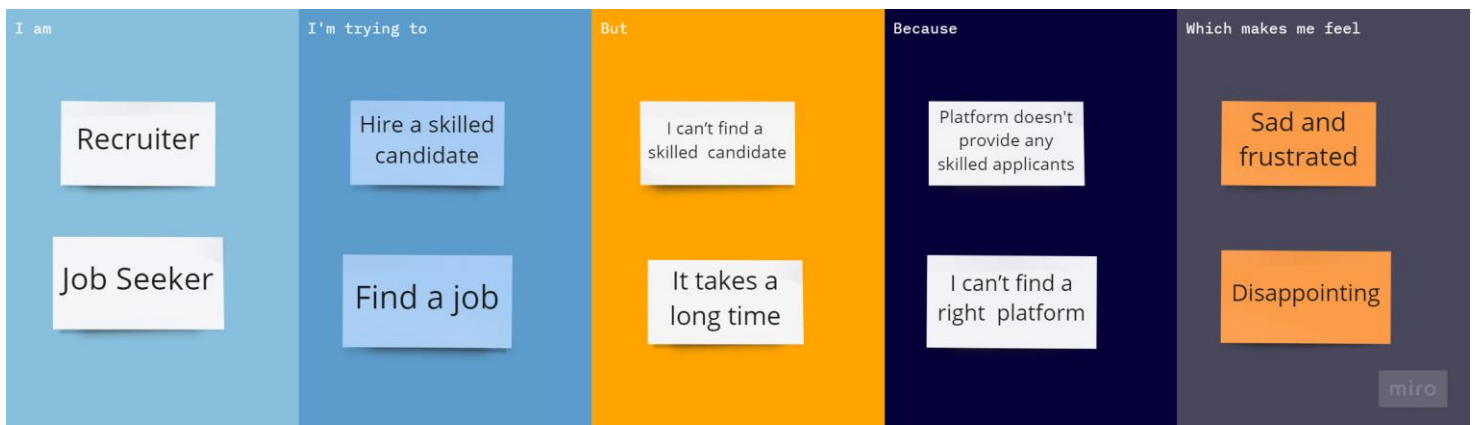 I am
I'm trying to
But
Because
Which makes me feel
Recruiter
Hire a skilled
candidate
I can't find a
skilled candidate
Platform doesn't
provide any
skilled applicants
Sad and
frustrated
Job Seeker
Find a job
It takes a
long time
I can't find a
right platform
Disappointing
miro